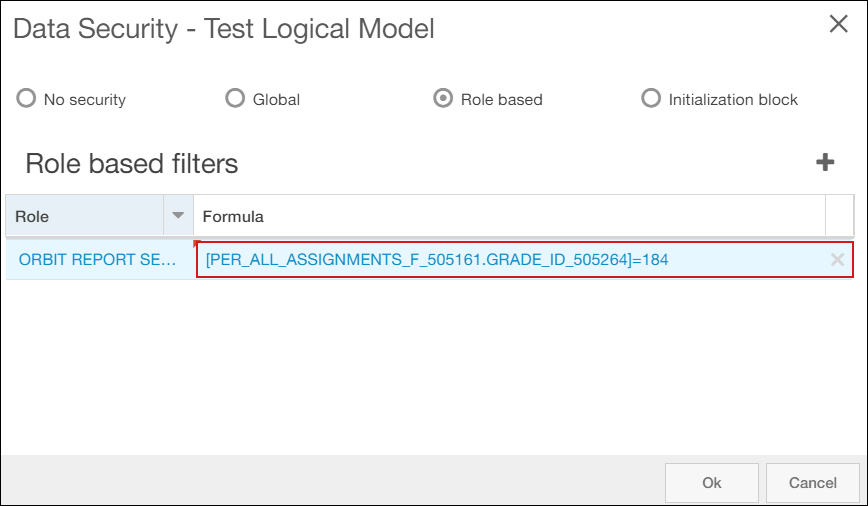 Data Security - Test Logical Model
No security Global Role based Initialization block
Role based filters
Role Formula
ORBIT REPORT SE... [PER_ALL_ASSIGNMENTS_F_505161.GRADE_ID_505264]=184
Ok Cancel